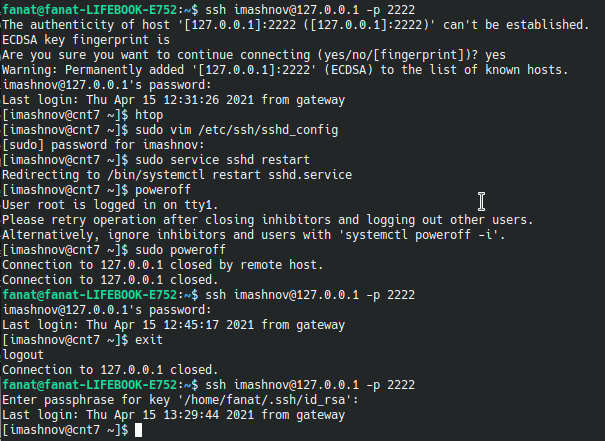 fanat@fanat-LIFEBOOK-E752:~$ ssh imashnov@127.0.0.1 -p 2222
The authenticity of host '[127.0.0.1]:2222 ([127.0.0.1]:2222)' can't be established.
ECDSA key fingerprint is
Are you sure you want to continue connecting (yes/no/[fingerprint])? yes
Warning: Permanently added '[127.0.0.1]:2222' (ECDSA) to the list of known hosts.
imashnov@127.0.0.1's password:
Last login: Thu Apr 15 12:31:26 2021 from gateway
[imashnov@cnt7 ~]$ htop
[imashnov@cnt7 ~]$ sudo vim /etc/ssh/sshd_config
[sudo] password for imashnov:
[imashnov@cnt7 ~]$ sudo service sshd restart
Redirecting to /bin/systemctl restart sshd.service
[imashnov@cnt7 ~]$ poweroff
User root is logged in on tty1.
Please retry operation after closing inhibitors and logging out other users.
Alternatively, ignore inhibitors and users with 'systemctl poweroff -i'.
[imashnov@cnt7 ~]$ sudo poweroff
Connection to 127.0.0.1 closed by remote host.
Connection to 127.0.0.1 closed.
fanat@fanat-LIFEBOOK-E752:~$ ssh imashnov@127.0.0.1 -p 2222
imashnov@127.0.0.1's password:
Last login: Thu Apr 15 12:45:17 2021 from gateway
[imashnov@cnt7 ~]$ exit
logout
Connection to 127.0.0.1 closed.
fanat@fanat-LIFEBOOK-E752:~$ ssh imashnov@127.0.0.1 -p 2222
Enter passphrase for key '/home/fanat/.ssh/id_rsa':
Last login: Thu Apr 15 13:29:44 2021 from gateway
[imashnov@cnt7 ~]$